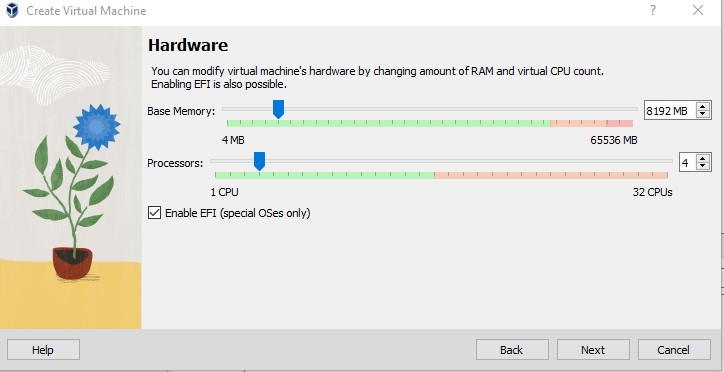 Create Virtual Machine
Hardware
You can modify virtual machine's hardware by changing amount of RAM and virtual CPU count.
Enabling EFI is also possible.
Base Memory: 8192 MB
4 MB 65536 MB
Processors: 4
1 CPU 32 CPUs
Enable EFI (special OSes only)
Help Back Next Cancel